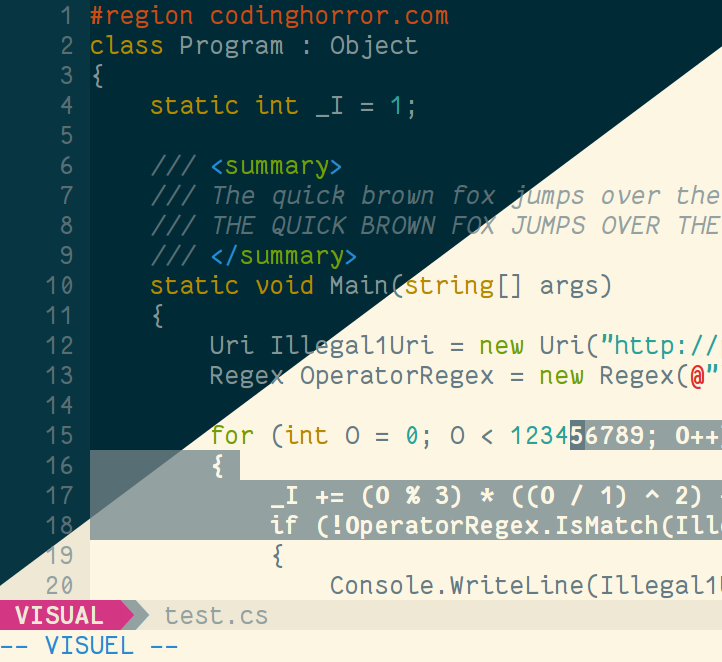 1 #region codinghorror.com
2 class Program : Object
3 {
4     static int _I = 1;
5
6     /// <summary>
7     /// The quick brown fox jumps over the
8     /// THE QUICK BROWN FOX JUMPS OVER THE
9     /// </summary>
10     static void Main(string[] args)
11     {
12         Uri Illegal1Uri = new Uri("http://
13         Regex OperatorRegex = new Regex(@"
14
15         for (int O = 0; O < 123456789; O++
16         {
17             _I += (O % 3) * ((O / 1) ^ 2)
18             if (!OperatorRegex.IsMatch(Ill
19             {
20                 Console.WriteLine(Illegal1
VISUAL test.cs
-- VISUEL --